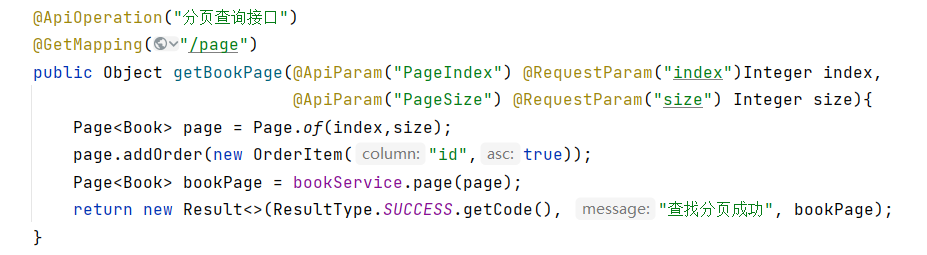 @ApiOperation("分页查询接口")
@GetMapping("/page")
public Object getBookPage(@ApiParam("PageIndex") @RequestParam("index")Integer index,
@ApiParam("PageSize") @RequestParam("size") Integer size){
Page<Book> page = Page.of(index,size);
page.addOrder(new OrderItem( column: "id", asc: true));
Page<Book> bookPage = bookService.page(page);
return new Result<>(ResultType.SUCCESS.getCode(), message: "查找分页成功", bookPage);
}